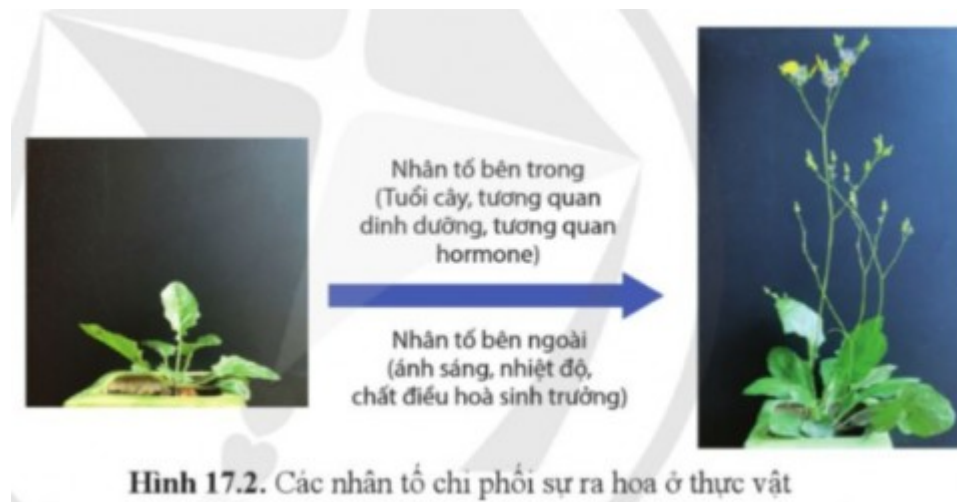 Nhân tố bên trong
(Tuổi cây, tương quan
dinh dưỡng, tương quan
hormone)
Nhân tố bên ngoài
(ánh sáng, nhiệt độ,
chất điều hoà sinh trưởng)
Hình 17.2. Các nhân tố chi phối sự ra hoa ở thực vật